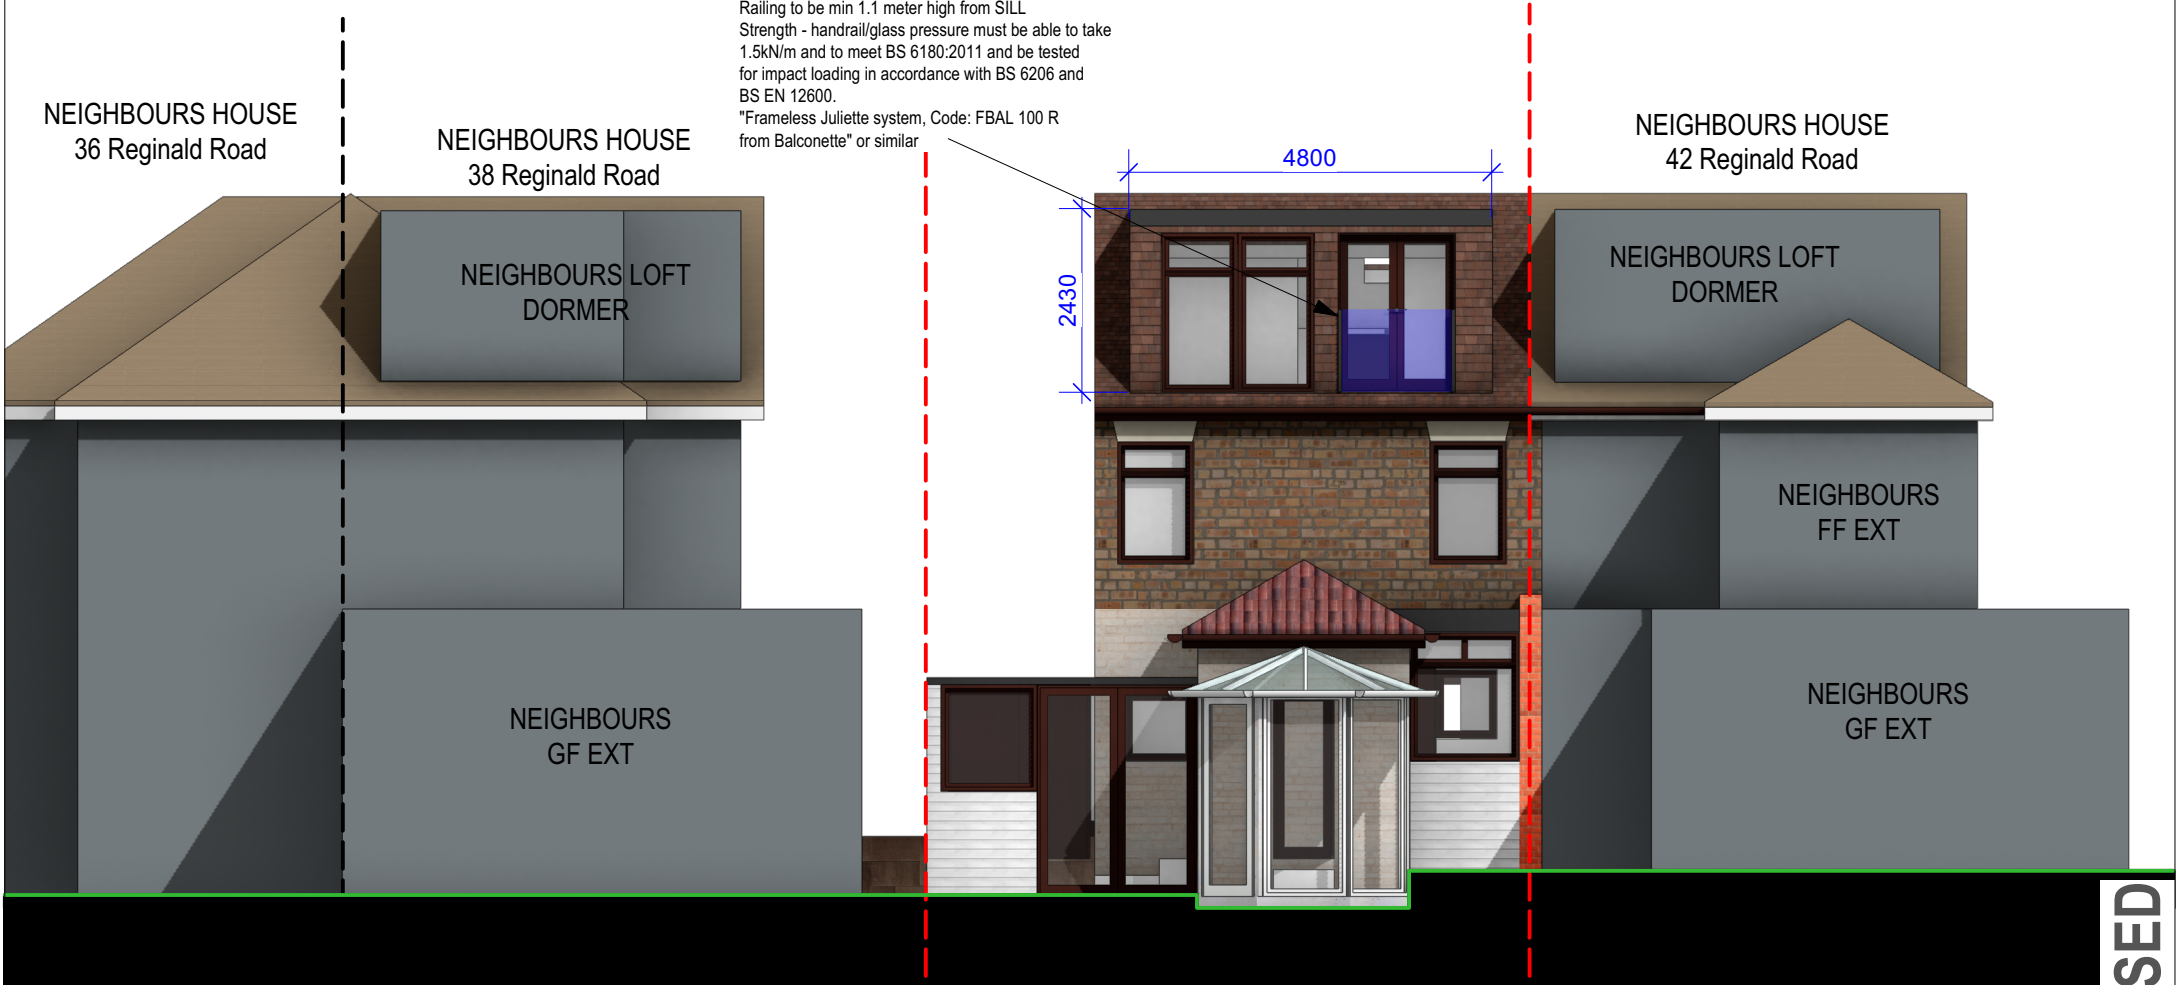 Railing to be min 1.1 meter high from SILL
Strength - handrail/glass pressure must be able to take
1.5kN/m and to meet BS 6180:2011 and be tested
for impact loading in accordance with BS 6206 and
BS EN 12600.
"Frameless Juliette system, Code: FBAL 100 R
from Balconette" or similar
NEIGHBOURS HOUSE
36 Reginald Road
NEIGHBOURS HOUSE
38 Reginald Road
NEIGHBOURS HOUSE
42 Reginald Road
4800
2430
NEIGHBOURS LOFT
DORMER
NEIGHBOURS LOFT
DORMER
NEIGHBOURS
FF EXT
NEIGHBOURS
GF EXT
NEIGHBOURS
GF EXT
SED